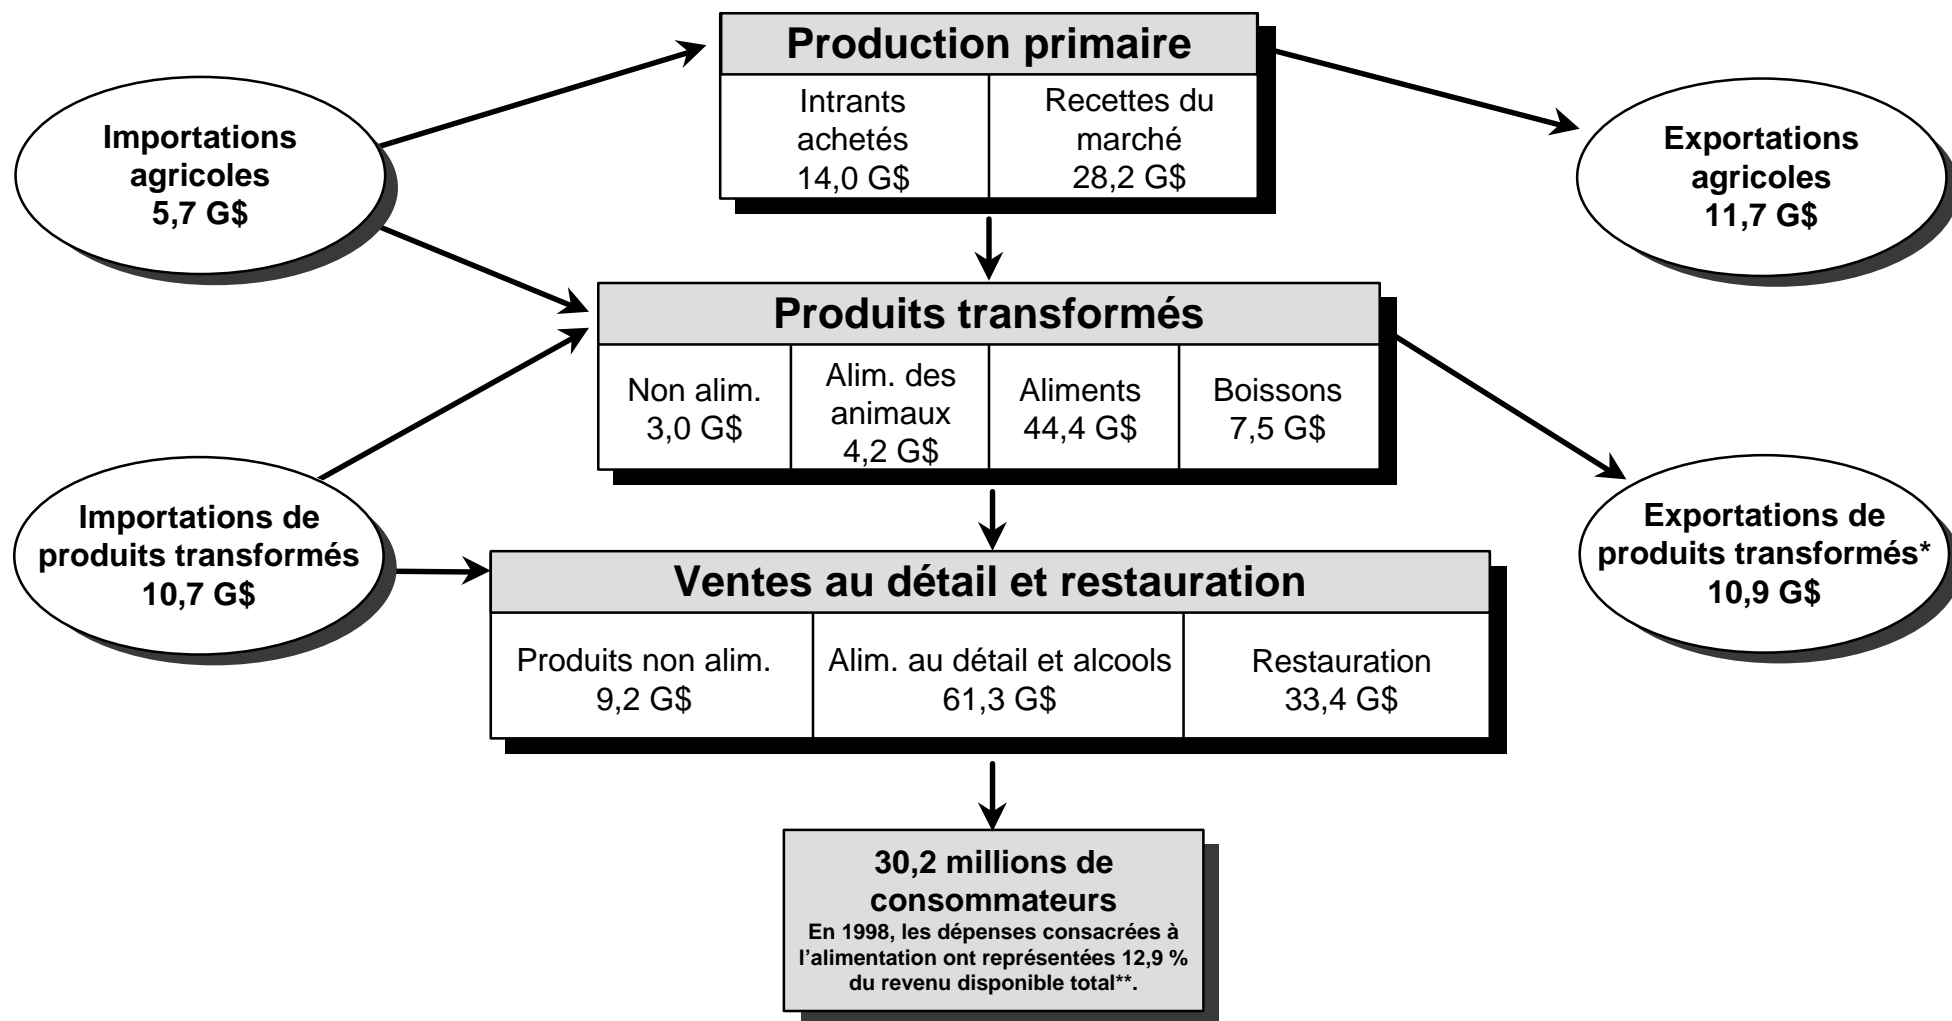 Production primaire
Intrants
achetés
14,0 G$
Recettes du
marché
28,2 G$
Importations
agricoles
5,7 G$
Exportations
agricoles
11,7 G$
Produits transformés
Non alim.
3,0 G$
Alim. des
animaux
4,2 G$
Aliments
44,4 G$
Boissons
7,5 G$
Importations de
produits transformés
10,7 G$
Exportations de
produits transformés*
10,9 G$
Ventes au détail et restauration
Produits non alim.
9,2 G$
Alim. au détail et alcools
61,3 G$
Restauration
33,4 G$
30,2 millions de
consommateurs
En 1998, les dépenses consacrées à
l’alimentation ont représentées 12,9 %
du revenu disponible total**.